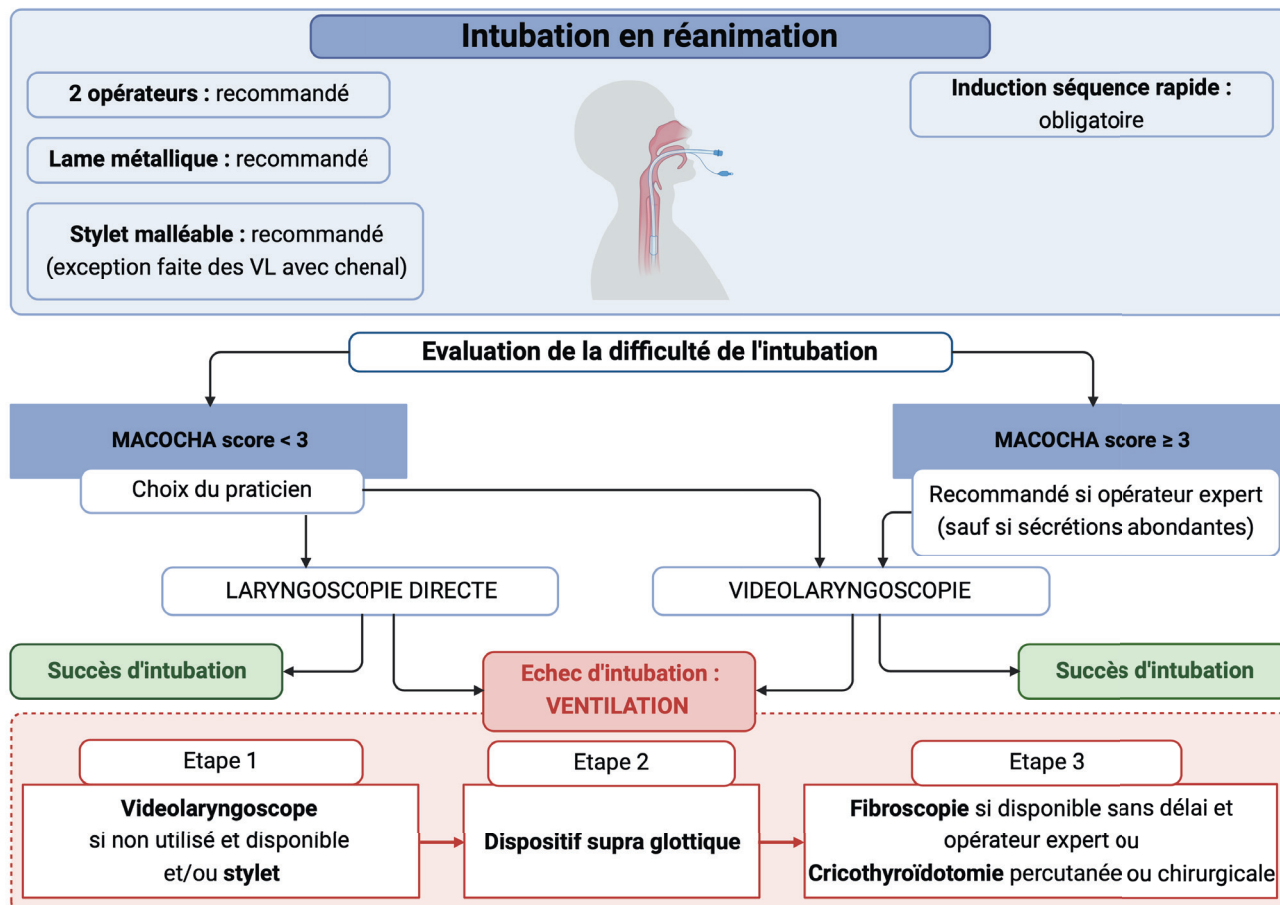 Intubation en réanimation
2 opérateurs : recommandé
Lame métallique : recommandé
Stylet malléable : recommandé
(exception faite des VL avec chenal)
Induction séquence rapide :
obligatoire
Evaluation de la difficulté de l'intubation
MACOCHA score < 3
Choix du praticien
MACOCHA score ≥ 3
Recommandé si opérateur expert
(sauf si sécrétions abondantes)
LARYNGOSCOPIE DIRECTE
VIDEOLARYNGOSCOPIE
Succès d'intubation
Echec d'intubation :
VENTILATION
Succès d'intubation
Etape 1
Videolaryngoscope
si non utilisé et disponible
et/ou stylet
Etape 2
Dispositif supra glottique
Etape 3
Fibroscopie si disponible sans délai et
opérateur expert ou
Cricothyroïdotomie percutanée ou chirurgicale